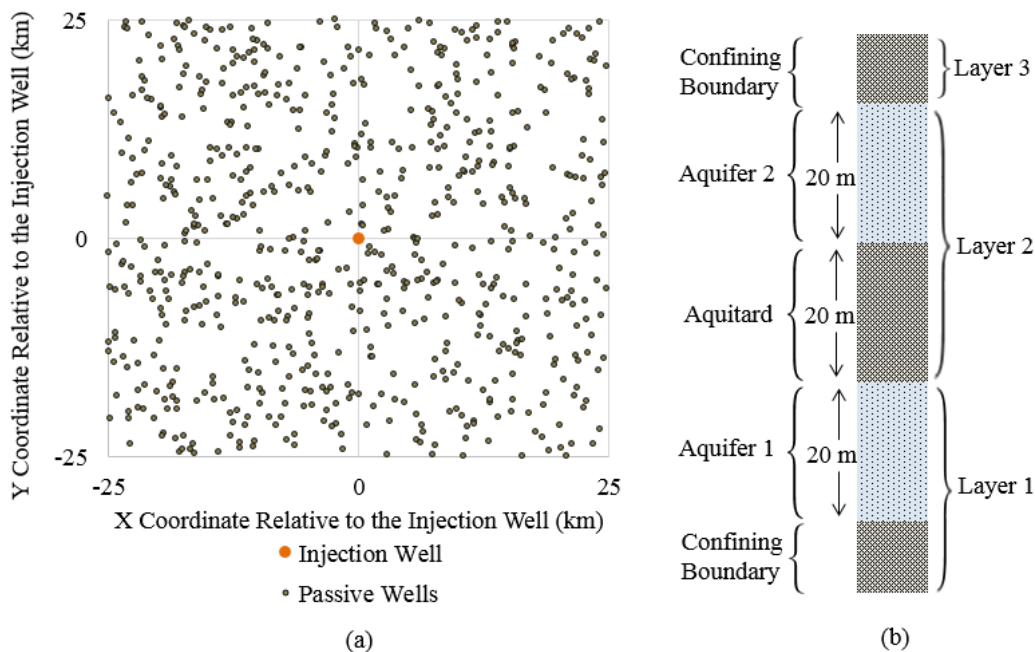 Y Coordinate Relative to the Injection Well (km)
25
0
-25
-25
0
25
X Coordinate Relative to the Injection Well (km)
Injection Well
Passive Wells
(a)
Confining
Boundary
Layer 3
Aquifer 2
20 m
Layer 2
Aquitard
20 m
Aquifer 1
20 m
Layer 1
Confining
Boundary
(b)